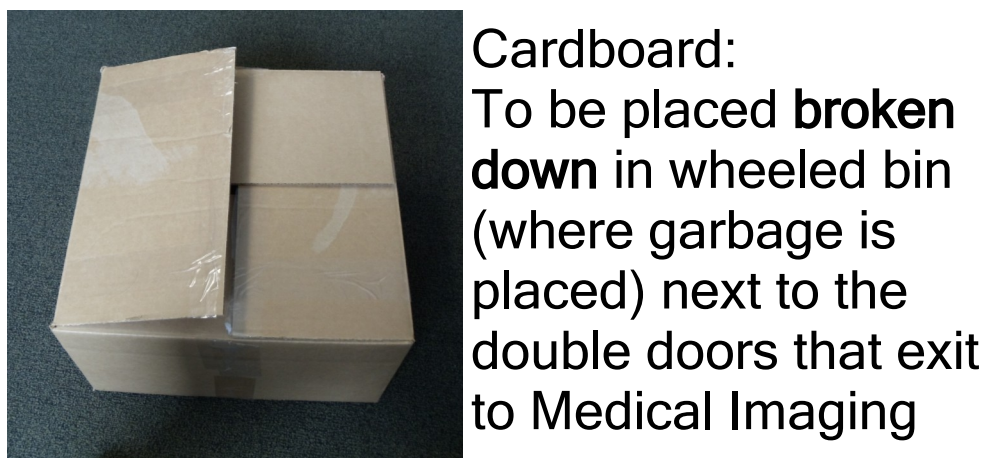 Cardboard:
To be placed broken
down in wheeled bin
(where garbage is
placed) next to the
double doors that exit
to Medical Imaging